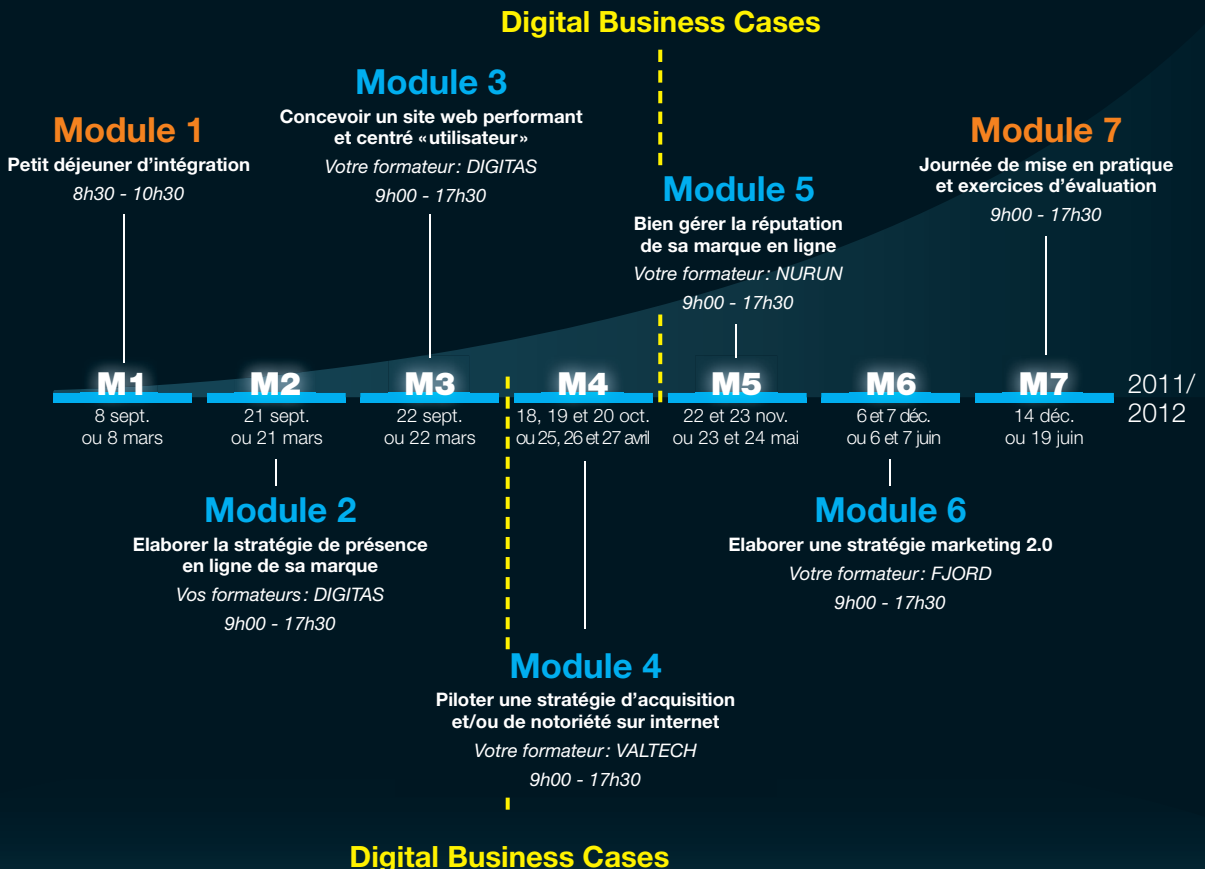 Digital Business Cases
Module 1
Petit déjeuner d'intégration
8h30 - 10h30
Module 3
Concevoir un site web performant
et centré «utilisateur»
Votre formateur: DIGITAS
9h00 - 17h30
Module 5
Bien gérer la réputation
de sa marque en ligne
Votre formateur: NURUN
9h00 - 17h30
Module 7
Journée de mise en pratique
et exercices d'évaluation
9h00 - 17h30
M1
8 sept.
ou 8 mars
M2
21 sept.
ou 21 mars
M3
22 sept.
ou 22 mars
M4
18, 19 et 20 oct.
ou 25, 26 et 27 avril
M5
22 et 23 nov.
ou 23 et 24 mai
M6
6 et 7 déc.
ou 6 et 7 juin
M7
14 déc.
ou 19 juin
2011/
2012
Module 2
Elaborer la stratégie de présence
en ligne de sa marque
Vos formateurs: DIGITAS
9h00 - 17h30
Module 4
Piloter une stratégie d'acquisition
et/ou de notoriété sur internet
Votre formateur: VALTECH
9h00 - 17h30
Module 6
Elaborer une stratégie marketing 2.0
Votre formateur: FJORD
9h00 - 17h30
Digital Business Cases